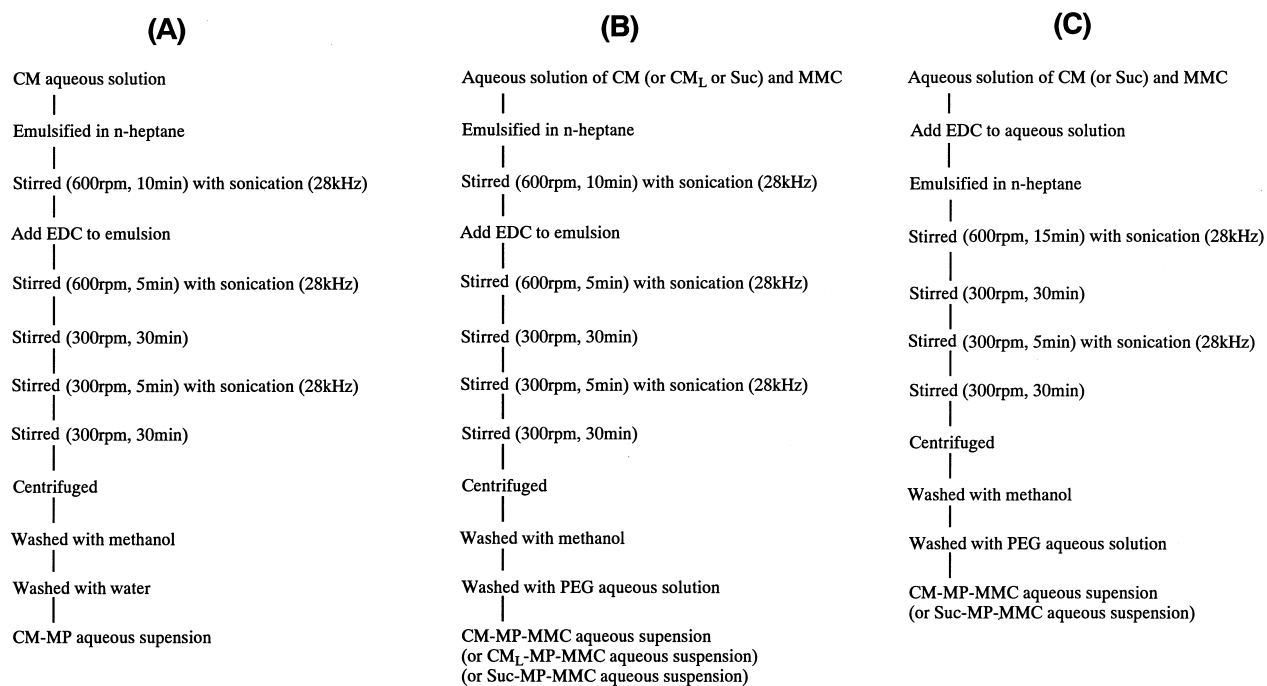 (A)
CM aqueous solution
Emulsified in n-heptane
Stirred (600rpm, 10min) with sonication (28kHz)
Add EDC to emulsion
Stirred (600rpm, 5min) with sonication (28kHz)
Stirred (300rpm, 30min)
Stirred (300rpm, 5min) with sonication (28kHz)
Stirred (300rpm, 30min)
Centrifuged
Washed with methanol
Washed with water
CM-MP aqueous supension
(B)
Aqueous solution of CM (or CML or Suc) and MMC
Emulsified in n-heptane
Stirred (600rpm, 10min) with sonication (28kHz)
Add EDC to emulsion
Stirred (600rpm, 5min) with sonication (28kHz)
Stirred (300rpm, 30min)
Stirred (300rpm, 5min) with sonication (28kHz)
Stirred (300rpm, 30min)
Centrifuged
Washed with methanol
Washed with PEG aqueous solution
CM-MP-MMC aqueous supension
(or CML-MP-MMC aqueous suspension)
(or Suc-MP-MMC aqueous suspension)
(C)
Aqueous solution of CM (or Suc) and MMC
Add EDC to aqueous solution
Emulsified in n-heptane
Stirred (600rpm, 15min) with sonication (28kHz)
Stirred (300rpm, 30min)
Stirred (300rpm, 5min) with sonication (28kHz)
Stirred (300rpm, 30min)
Centrifuged
Washed with methanol
Washed with PEG aqueous solution
CM-MP-MMC aqueous supension
(or Suc-MP-MMC aqueous suspension)